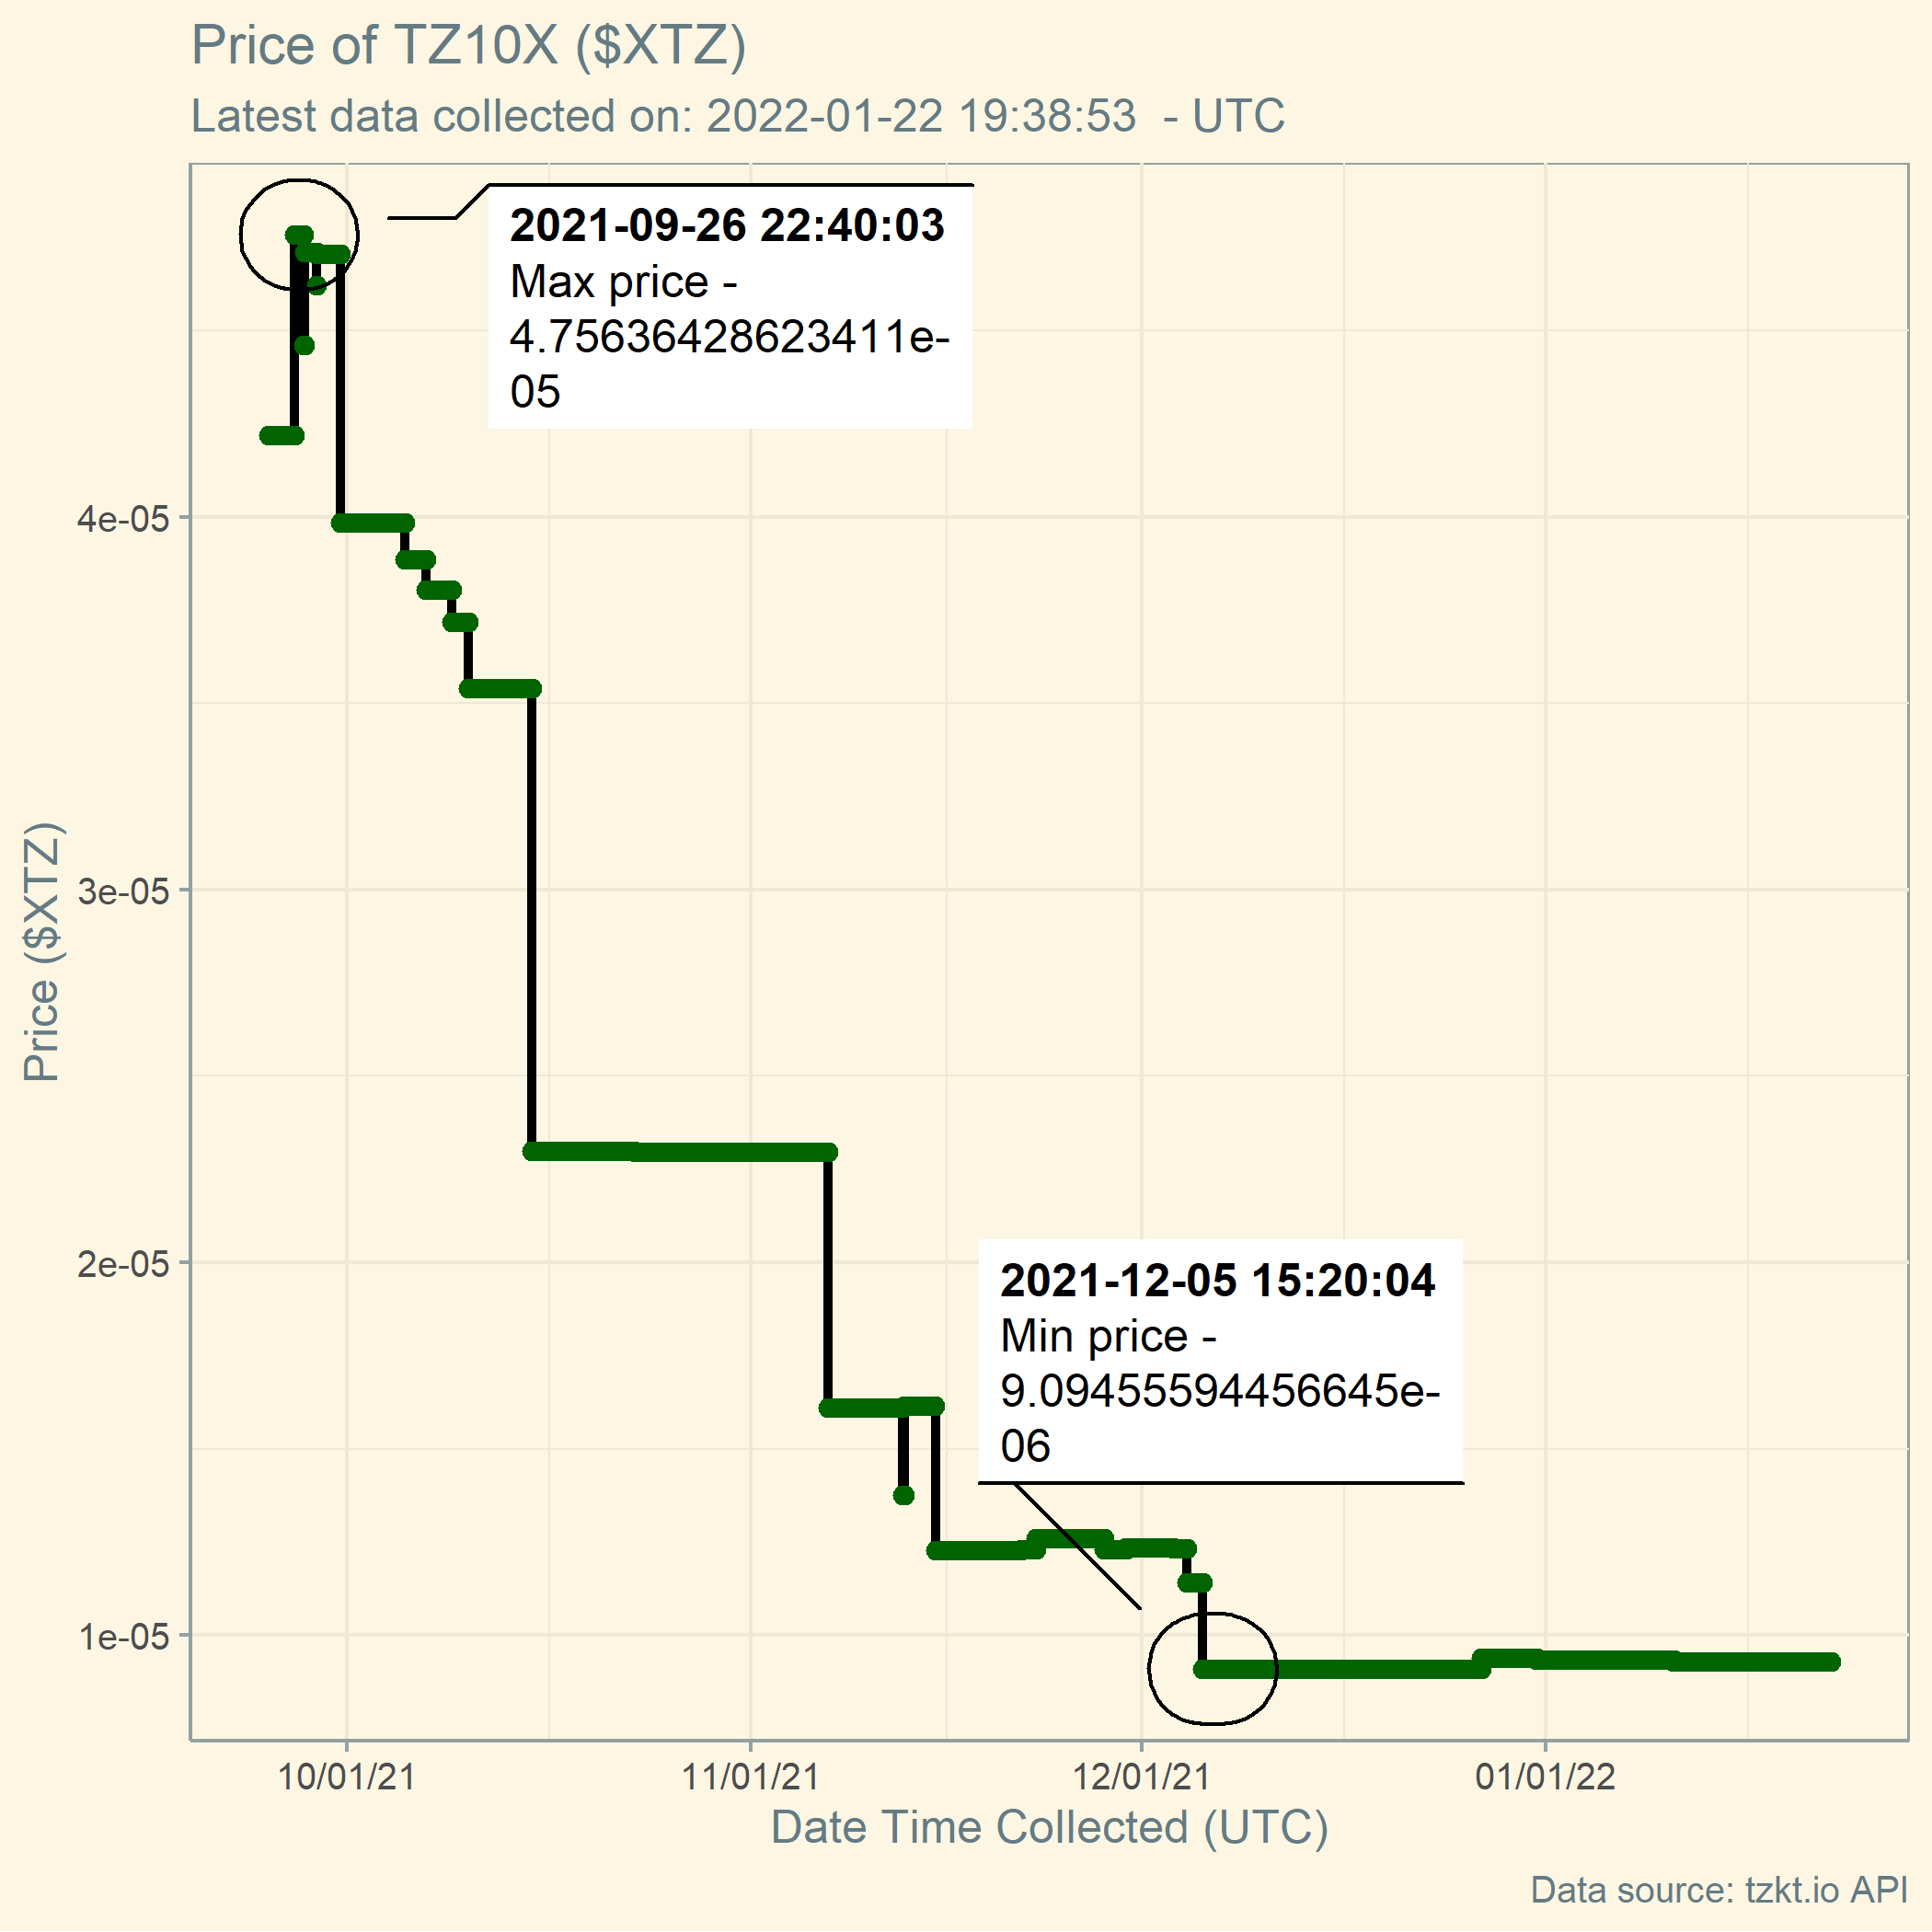 Price of TZ10X ($XTZ)
Latest data collected on: 2022-01-22 19:38:53  - UTC
2021-09-26 22:40:03
Max price -
4.75636428623411e-
05
4e-05
3e-05
2e-05
1e-05
Price ($XTZ)
2021-12-05 15:20:04
Min price -
9.09455594456645e-
06
10/01/21
11/01/21
12/01/21
01/01/22
Date Time Collected (UTC)
Data source: tzkt.io API